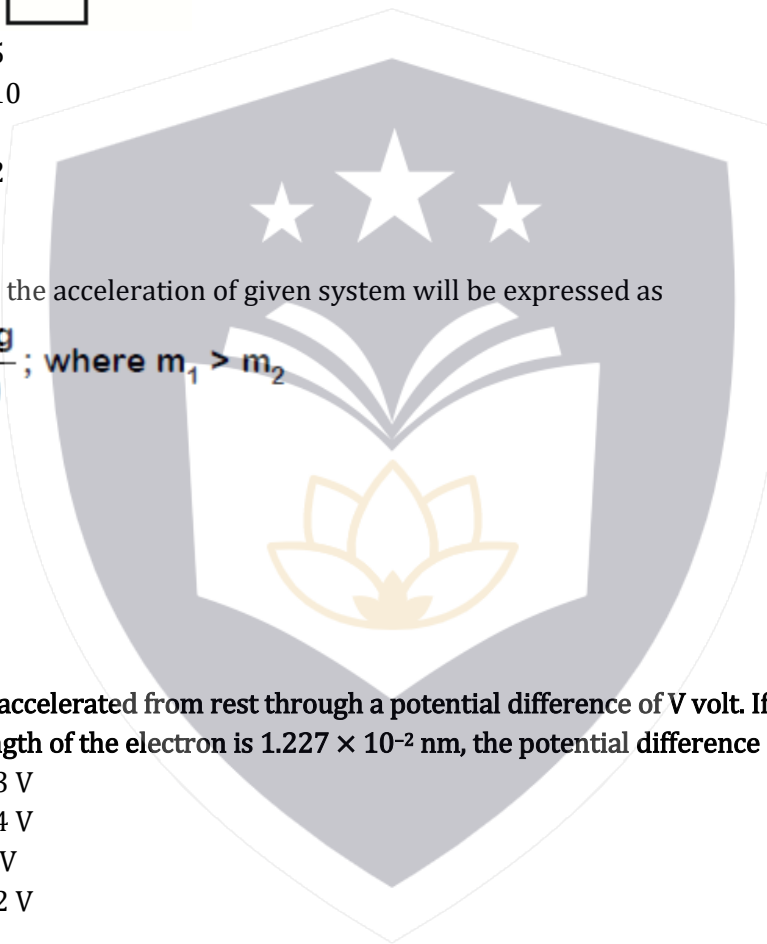 5
10
2
the acceleration of given system will be expressed as
g
; where m₁ > m₂
accelerated from rest through a potential difference of V volt. If
ngth of the electron is 1.227 × 10⁻² nm, the potential difference
3 V
4 V
V
2 V